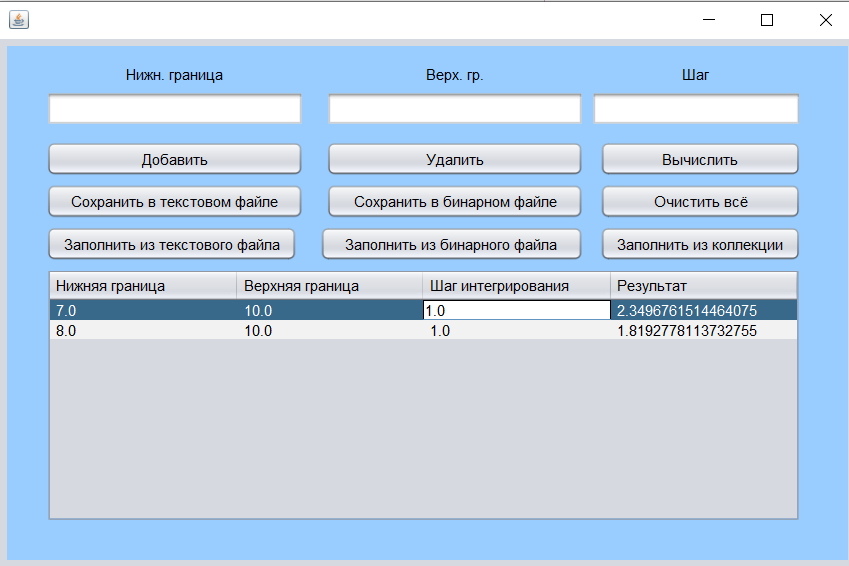 Нижн. граница Верх. гр. Шаг
Добавить Удалить Вычислить
Сохранить в текстовом файле Сохранить в бинарном файле Очистить всё
Заполнить из текстового файла Заполнить из бинарного файла Заполнить из коллекции
Нижняя граница Верхняя граница Шаг интегрирования Результат
7.0 10.0 1.0 2.3496761514464075
8.0 10.0 1.0 1.8192778113732755